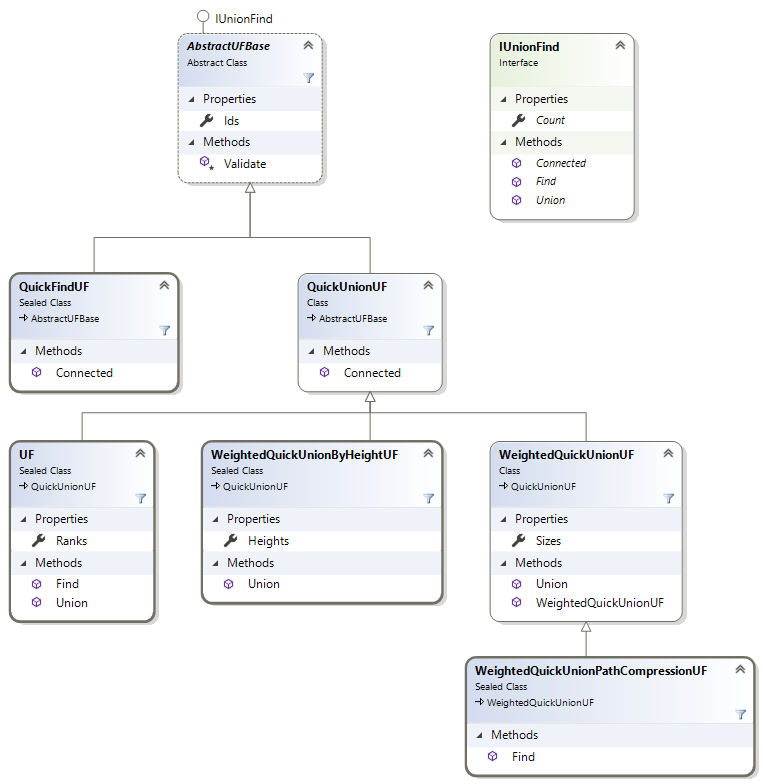 IUnionFind
AbstractUFBase
Abstract Class
Properties
Ids
Methods
Validate
IUnionFind
Interface
Properties
Count
Methods
Connected
Find
Union
QuickFindUF
Sealed Class
AbstractUFBase
Methods
Connected
QuickUnionUF
Class
AbstractUFBase
Methods
Connected
UF
Sealed Class
QuickUnionUF
Properties
Ranks
Methods
Find
Union
WeightedQuickUnionByHeightUF
Sealed Class
QuickUnionUF
Properties
Heights
Methods
Union
WeightedQuickUnionUF
Class
QuickUnionUF
Properties
Sizes
Methods
Union
WeightedQuickUnionUF
WeightedQuickUnionPathCompressionUF
Sealed Class
WeightedQuickUnionUF
Methods
Find